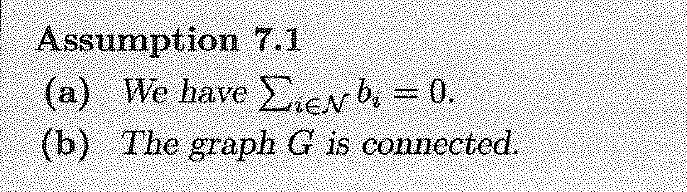 Assumption 7.1
(a) We have ∑_{i∈𝒩} b_i = 0.
(b) The graph G is connected.